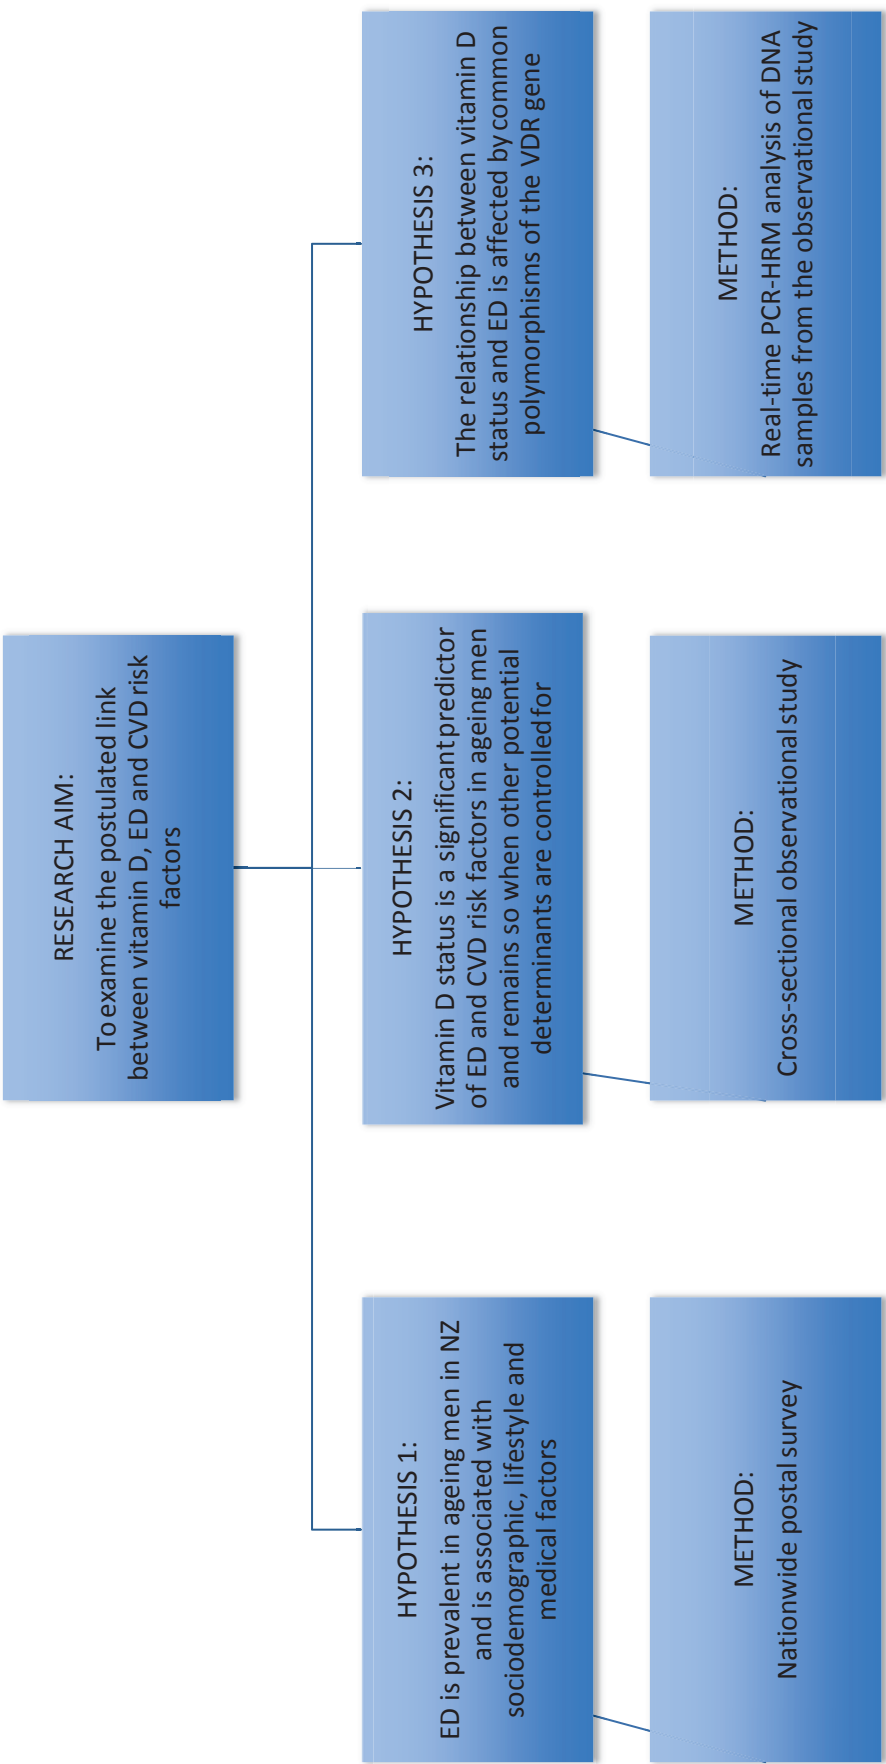 RESEARCH AIM:
To examine the postulated link
between vitamin D, ED and CVD risk
factors
HYPOTHESIS 1:
ED is prevalent in ageing men in NZ
and is associated with
sociodemographic, lifestyle and
medical factors
METHOD:
Nationwide postal survey
HYPOTHESIS 2:
Vitamin D status is a significant predictor
of ED and CVD risk factors in ageing men
and remains so when other potential
determinants are controlled for
METHOD:
Cross-sectional observational study
HYPOTHESIS 3:
The relationship between vitamin D
status and ED is affected by common
polymorphisms of the VDR gene
METHOD:
Real-time PCR-HRM analysis of DNA
samples from the observational study